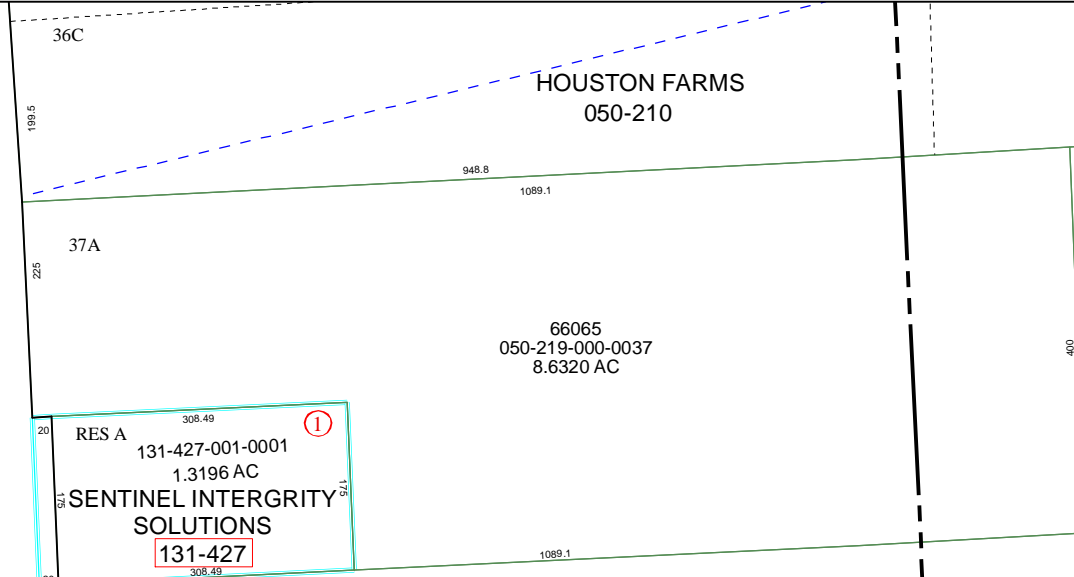 36C
HOUSTON FARMS
050-210
199.5
948.8
1089.1
37A
225
66065
050-219-000-0037
8.6320 AC
400
308.49
1
20
RES A
131-427-001-0001
1.3196 AC
175
175
SENTINEL INTERGRITY
SOLUTIONS
131-427
1089.1
308.49